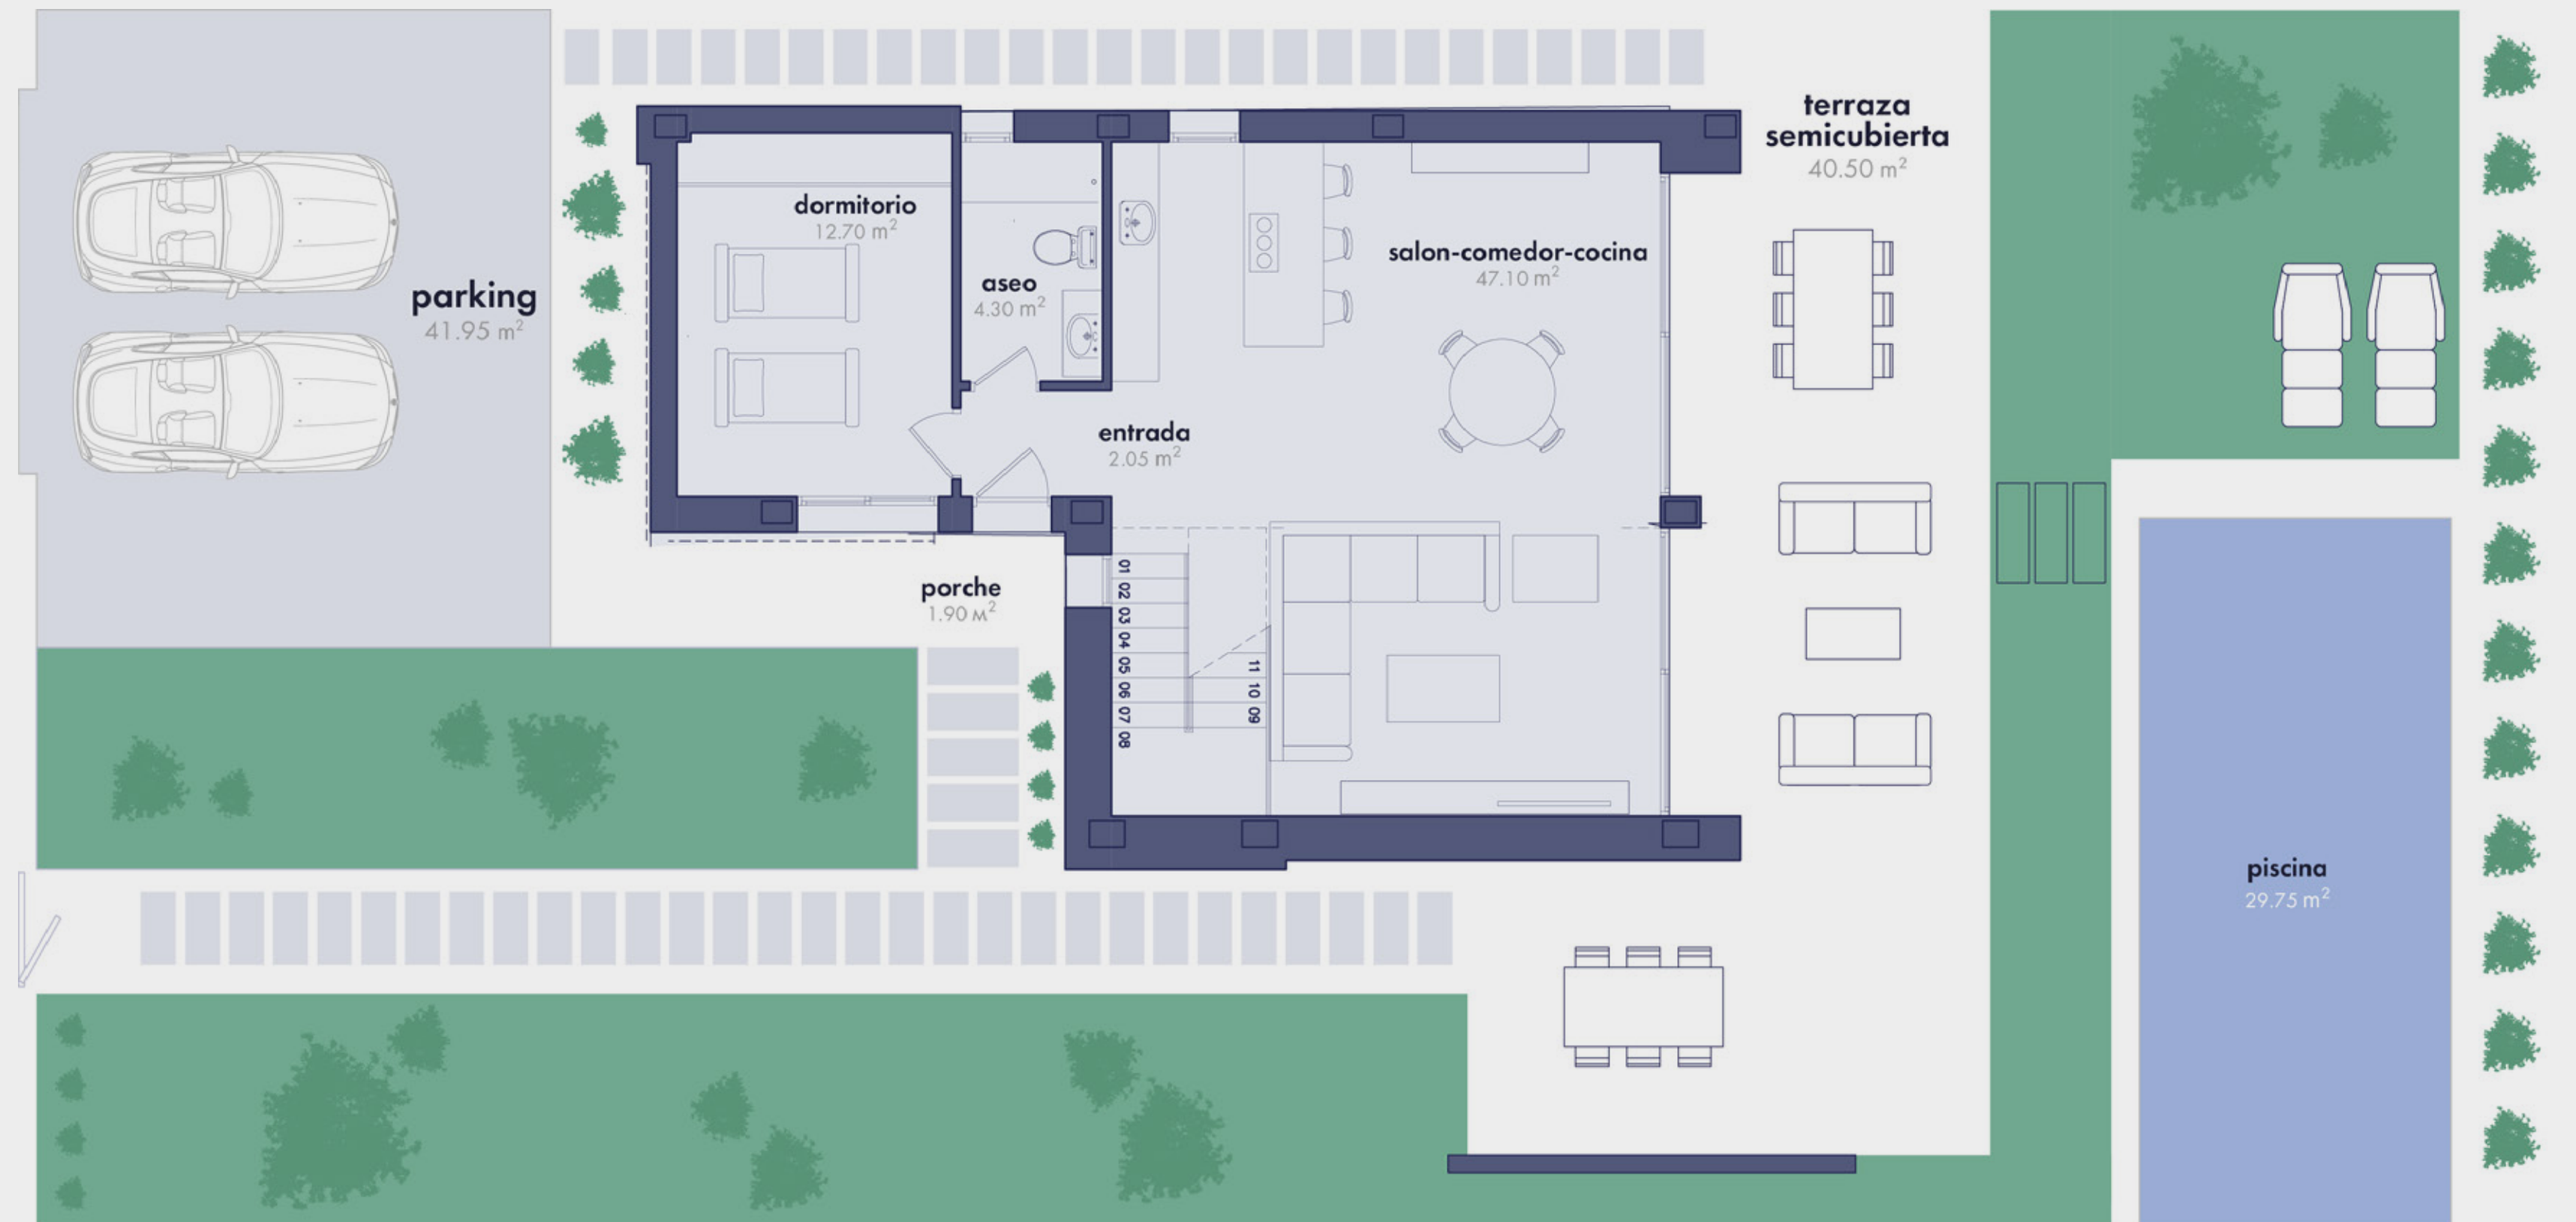 terraza
semicubierta
40.50 m²
dormitorio
12.70 m²
salon-comedor-cocina
47.10 m²
aseo
4.30 m²
parking
41.95 m²
entrada
2.05 m²
porche
1.90 м²
01
02
03
04
05
06
07
08
11
10
09
piscina
29.75 m²